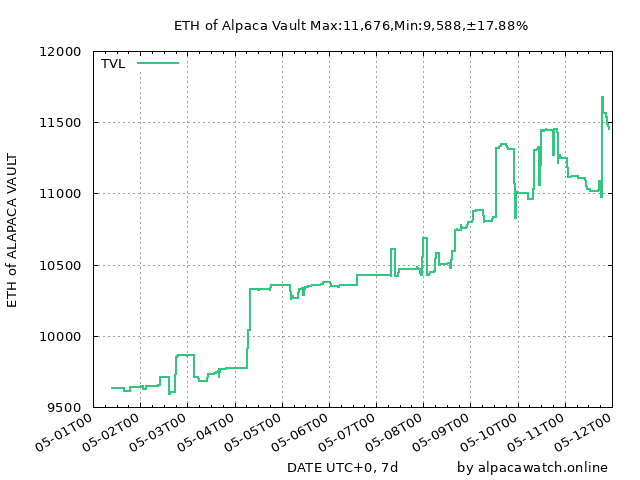 ETH of Alpaca Vault Max:11,676,Min:9,588,±17.88%
12000
TVL
11500
11000
10500
10000
9500
ETH of ALAPACA VAULT
05-01T00
05-02T00
05-03T00
05-04T00
05-05T00
05-06T00
05-07T00
05-08T00
05-09T00
05-10T00
05-11T00
05-12T00
DATE UTC+0, 7d
by alpacawatch.online